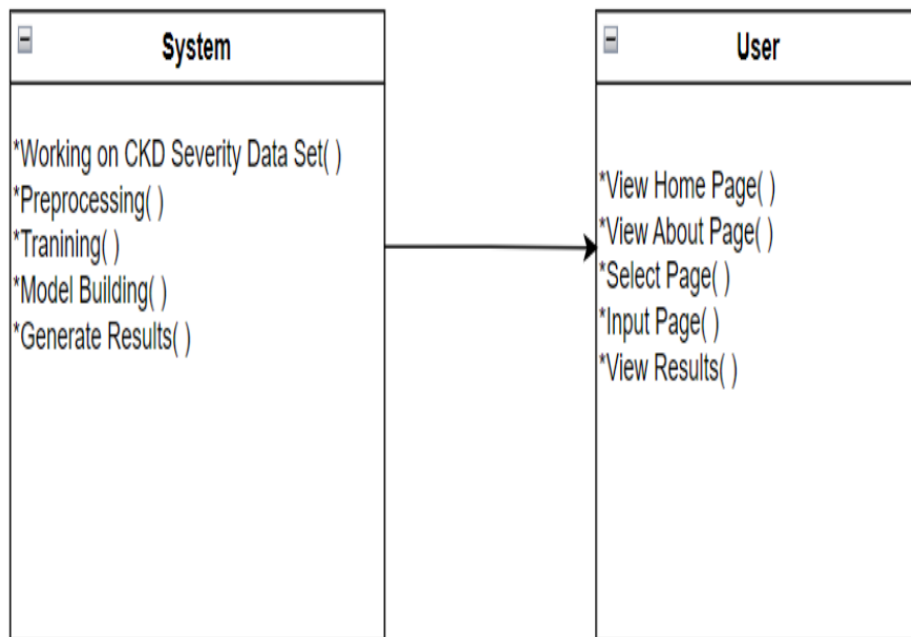 System
*Working on CKD Severity Data Set( )
*Preprocessing( )
*Tranining( )
*Model Building( )
*Generate Results( )
User
*View Home Page( )
*View About Page( )
*Select Page( )
*Input Page( )
*View Results( )